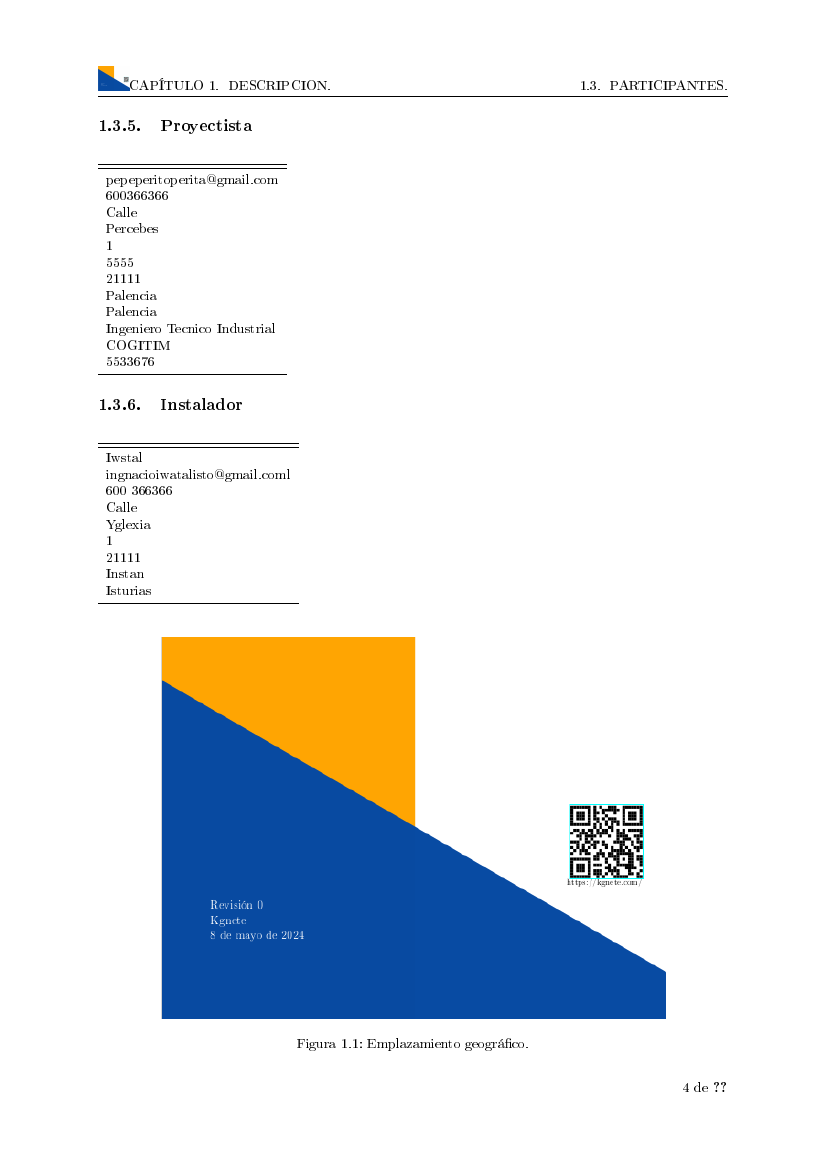 CAPÍTULO 1. DESCRIPCION. 1.3. PARTICIPANTES.
1.3.5. Proyectista
pepeperitoperita@gmail.com
600366366
Calle
Percebes
1
5555
21111
Palencia
Palencia
Ingeniero Tecnico Industrial
COGITIM
5533676
1.3.6. Instalador
Iwstal
ingnacioiwatalisto@gmail.coml
600 366366
Calle
Yglexia
1
21111
Instan
Isturias
https://kgnete.com/
Revisión 0
Kgnete
8 de mayo de 2024
Figura 1.1: Emplazamiento geográfico.
4 de ??